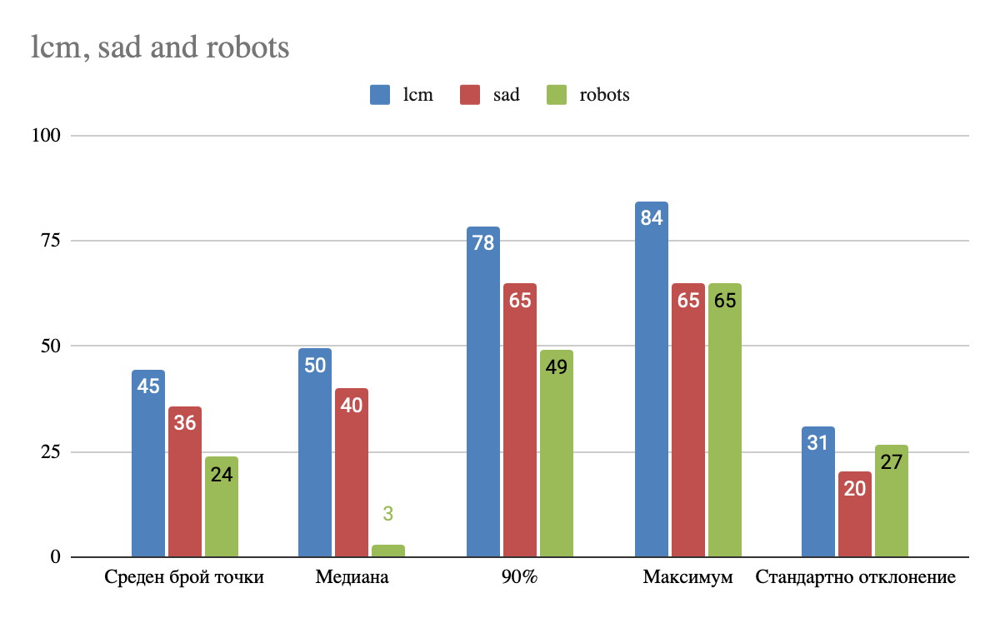 lcm, sad and robots
lcm sad robots
100
75
50
25
0
45 36 24
50 40 3
78 65 49
84 65 65
31 20 27
Среден брой точки Медиана 90% Максимум Стандартно отклонение